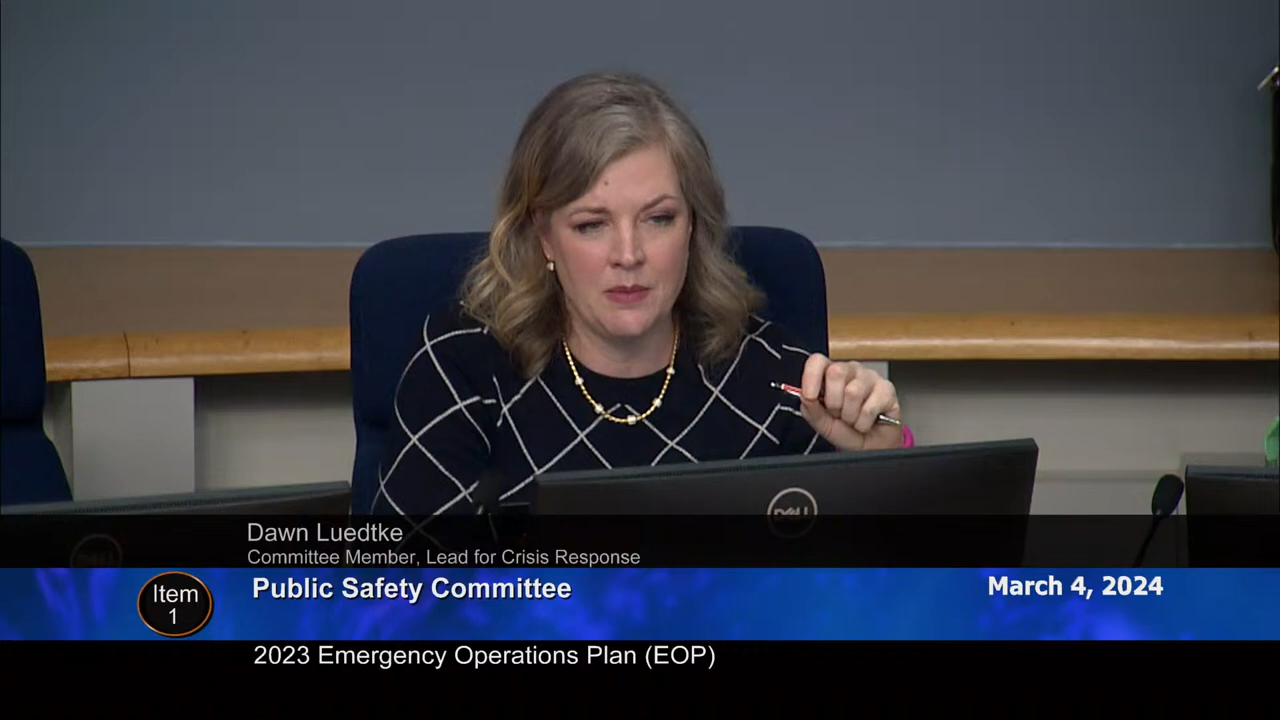 DELL
Dawn Luedtke
Committee Member, Lead for Crisis Response
Item
1
Public Safety Committee
March 4, 2024
2023 Emergency Operations Plan (EOP)